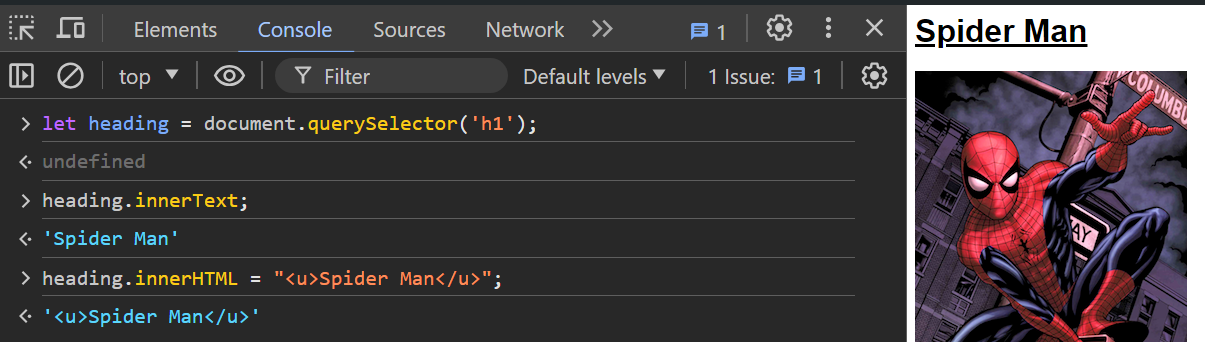 Elements Console Sources Network 1
top Filter Default levels 1 Issue: 1
let heading = document.querySelector('h1');
undefined
heading.innerText;
'Spider Man'
heading.innerHTML = "<u>Spider Man</u>";
'<u>Spider Man</u>'
Spider Man
COLUMBU
AY